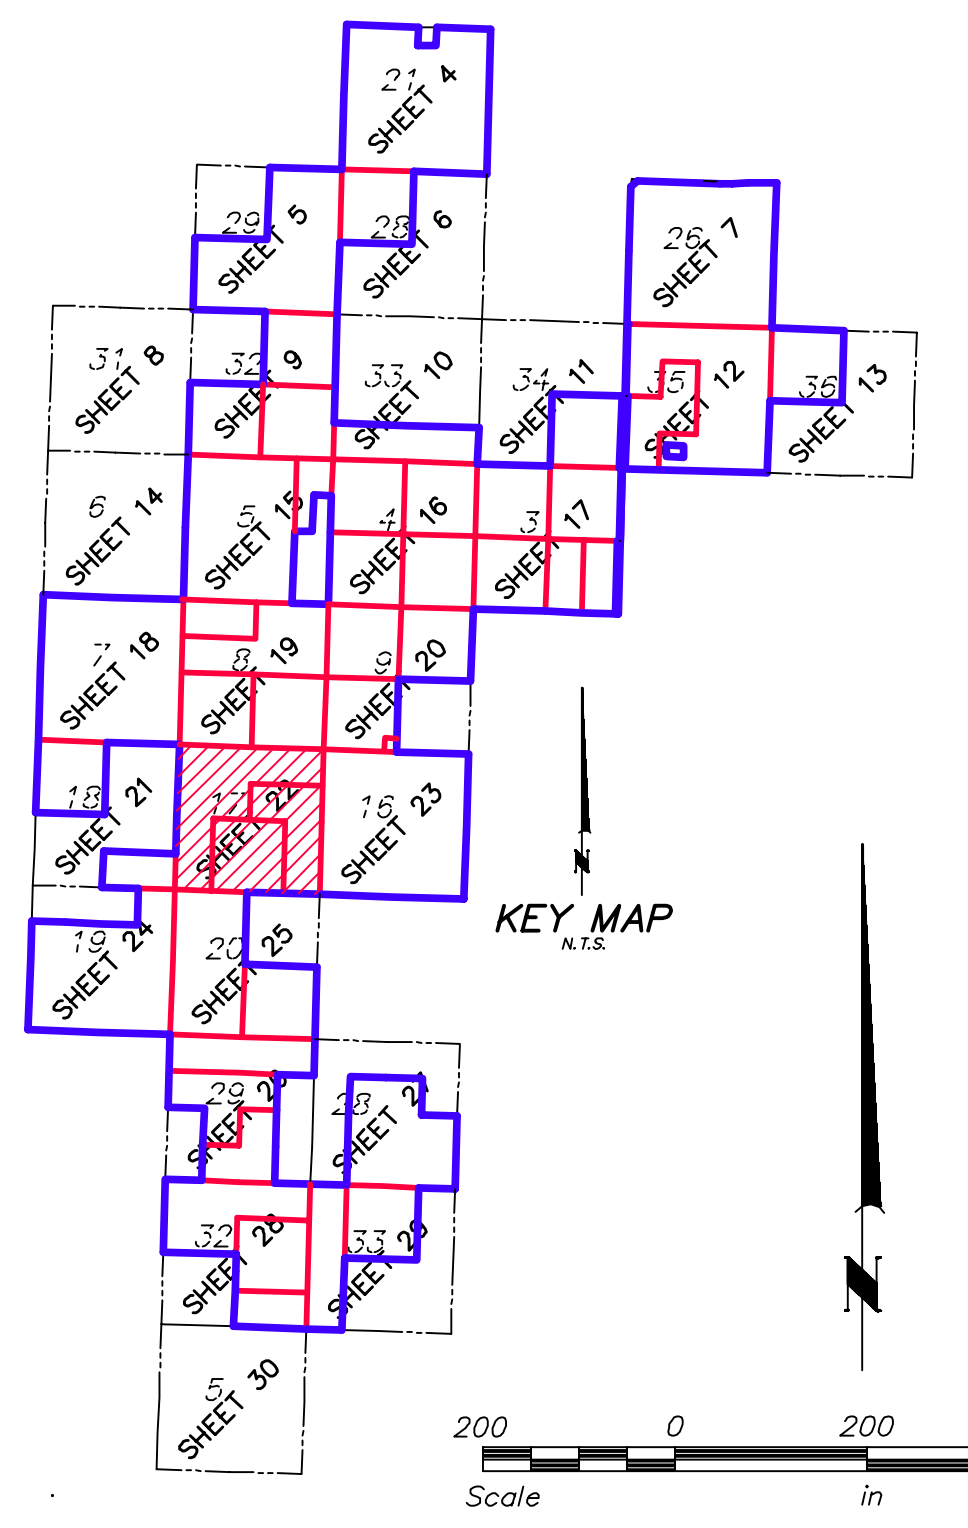 21
SHEET 4
29
SHEET 5
28
SHEET 6
26
SHEET 7
31
SHEET 8
32
SHEET 9
33
SHEET 10
34
SHEET 11
35
SHEET 12
36
SHEET 13
6
SHEET 14
5
SHEET 15
4
SHEET 16
3
SHEET 17
7
SHEET 18
8
SHEET 19
9
SHEET 20
18
SHEET 21
17
SHEET 22
16
SHEET 23
19
SHEET 24
20
SHEET 25
KEY MAP
N.T.S.
N
29
SHEET 26
28
SHEET 27
32
SHEET 28
33
SHEET 29
N
5
SHEET 30
200 0 200
Scale in